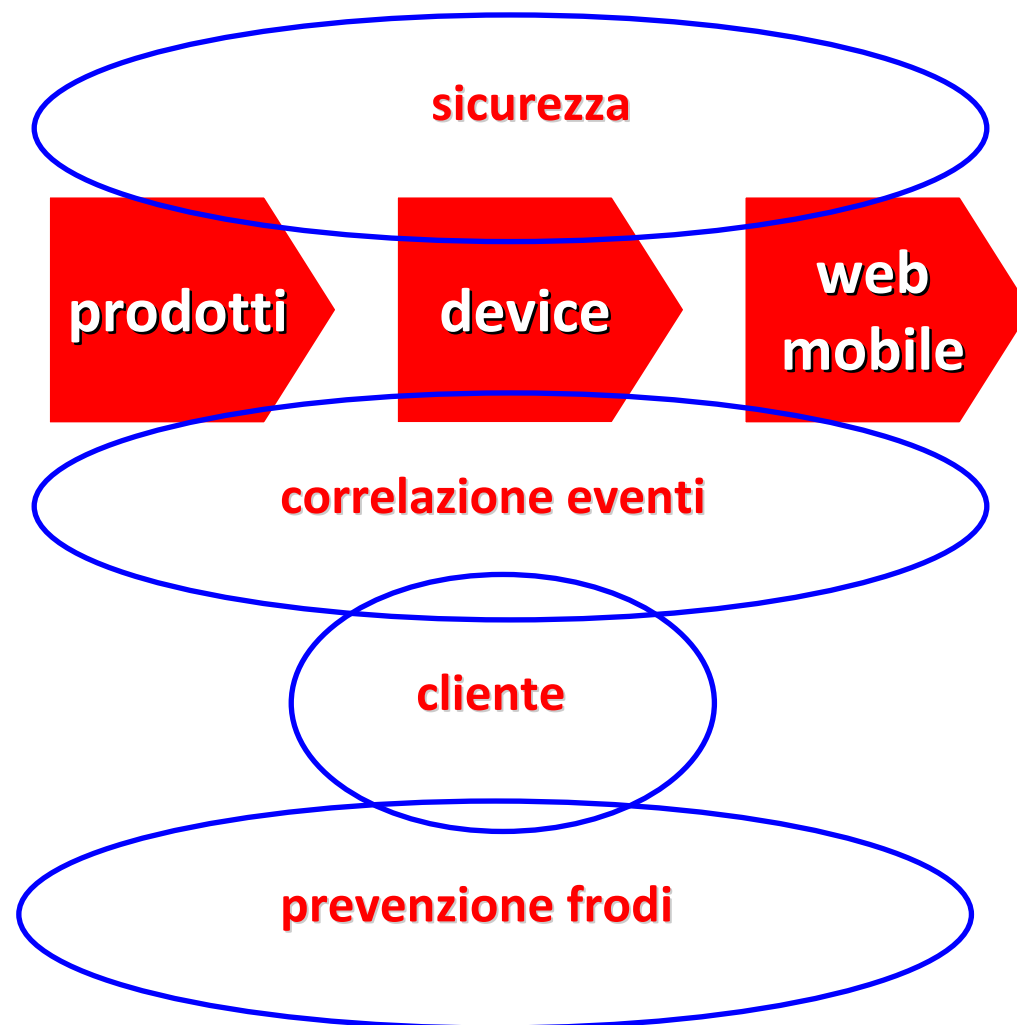 sicurezza
prodotti
device
web
mobile
correlazione eventi
cliente
prevenzione frodi